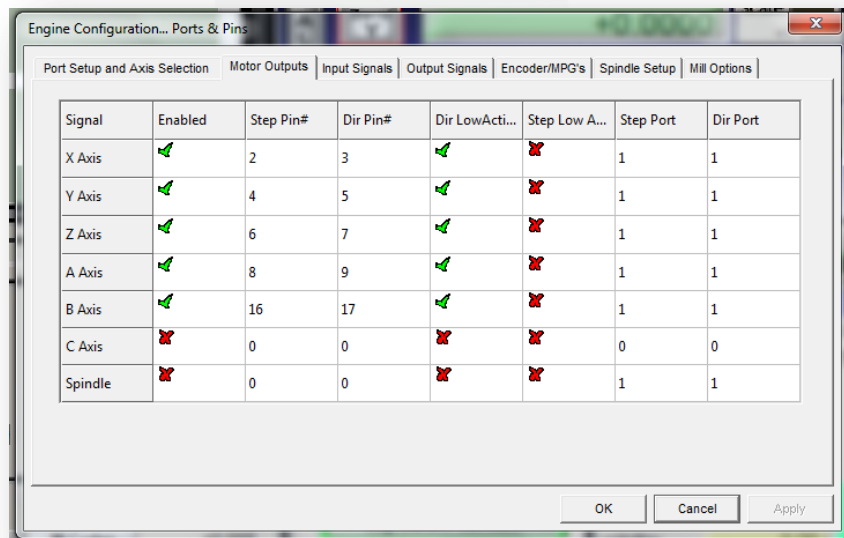 +0.0000
Engine Configuration... Ports & Pins
Port Setup and Axis Selection Motor Outputs Input Signals Output Signals Encoder/MPG's Spindle Setup Mill Options
Signal Enabled Step Pin# Dir Pin# Dir LowActi... Step Low A... Step Port Dir Port
X Axis 2 3 1 1
Y Axis 4 5 1 1
Z Axis 6 7 1 1
A Axis 8 9 1 1
B Axis 16 17 1 1
C Axis 0 0 0 0
Spindle 0 0 1 1
OK Cancel Apply